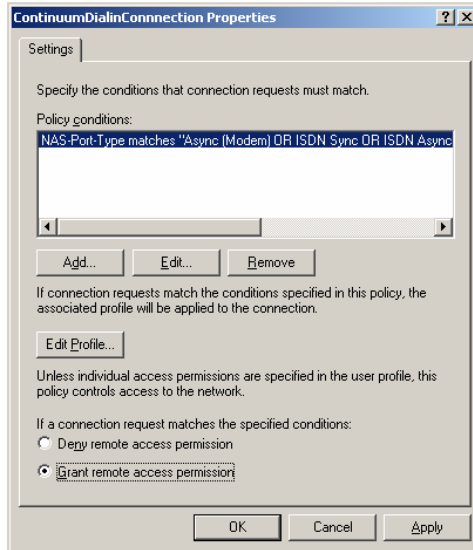 ContinuumDialinConnnection Properties
Settings
Specify the conditions that connection requests must match.
Policy conditions:
NAS-Port-Type matches "Async (Modem) OR ISDN Sync OR ISDN Async
Add...
Edit...
Remove
If connection requests match the conditions specified in this policy, the
associated profile will be applied to the connection.
Edit Profile...
Unless individual access permissions are specified in the user profile, this
policy controls access to the network.
If a connection request matches the specified conditions:
Deny remote access permission
Grant remote access permission
OK
Cancel
Apply